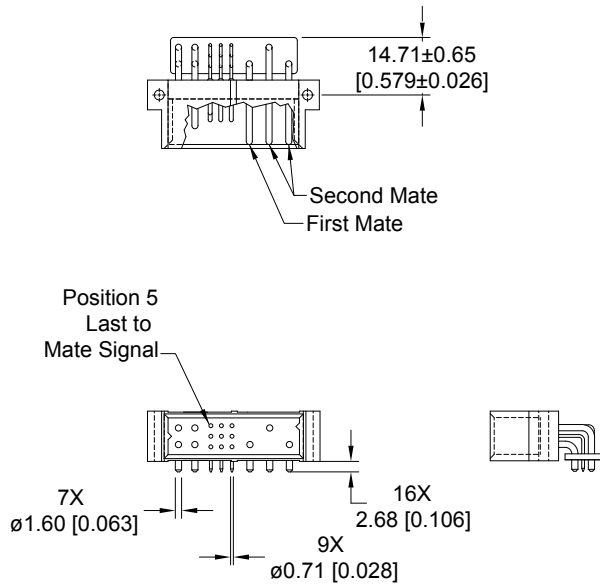 14.71±0.65
[0.579±0.026]
Second Mate
First Mate
Position 5
Last to
Mate Signal
7X
ø1.60 [0.063]
16X
2.68 [0.106]
9X
ø0.71 [0.028]